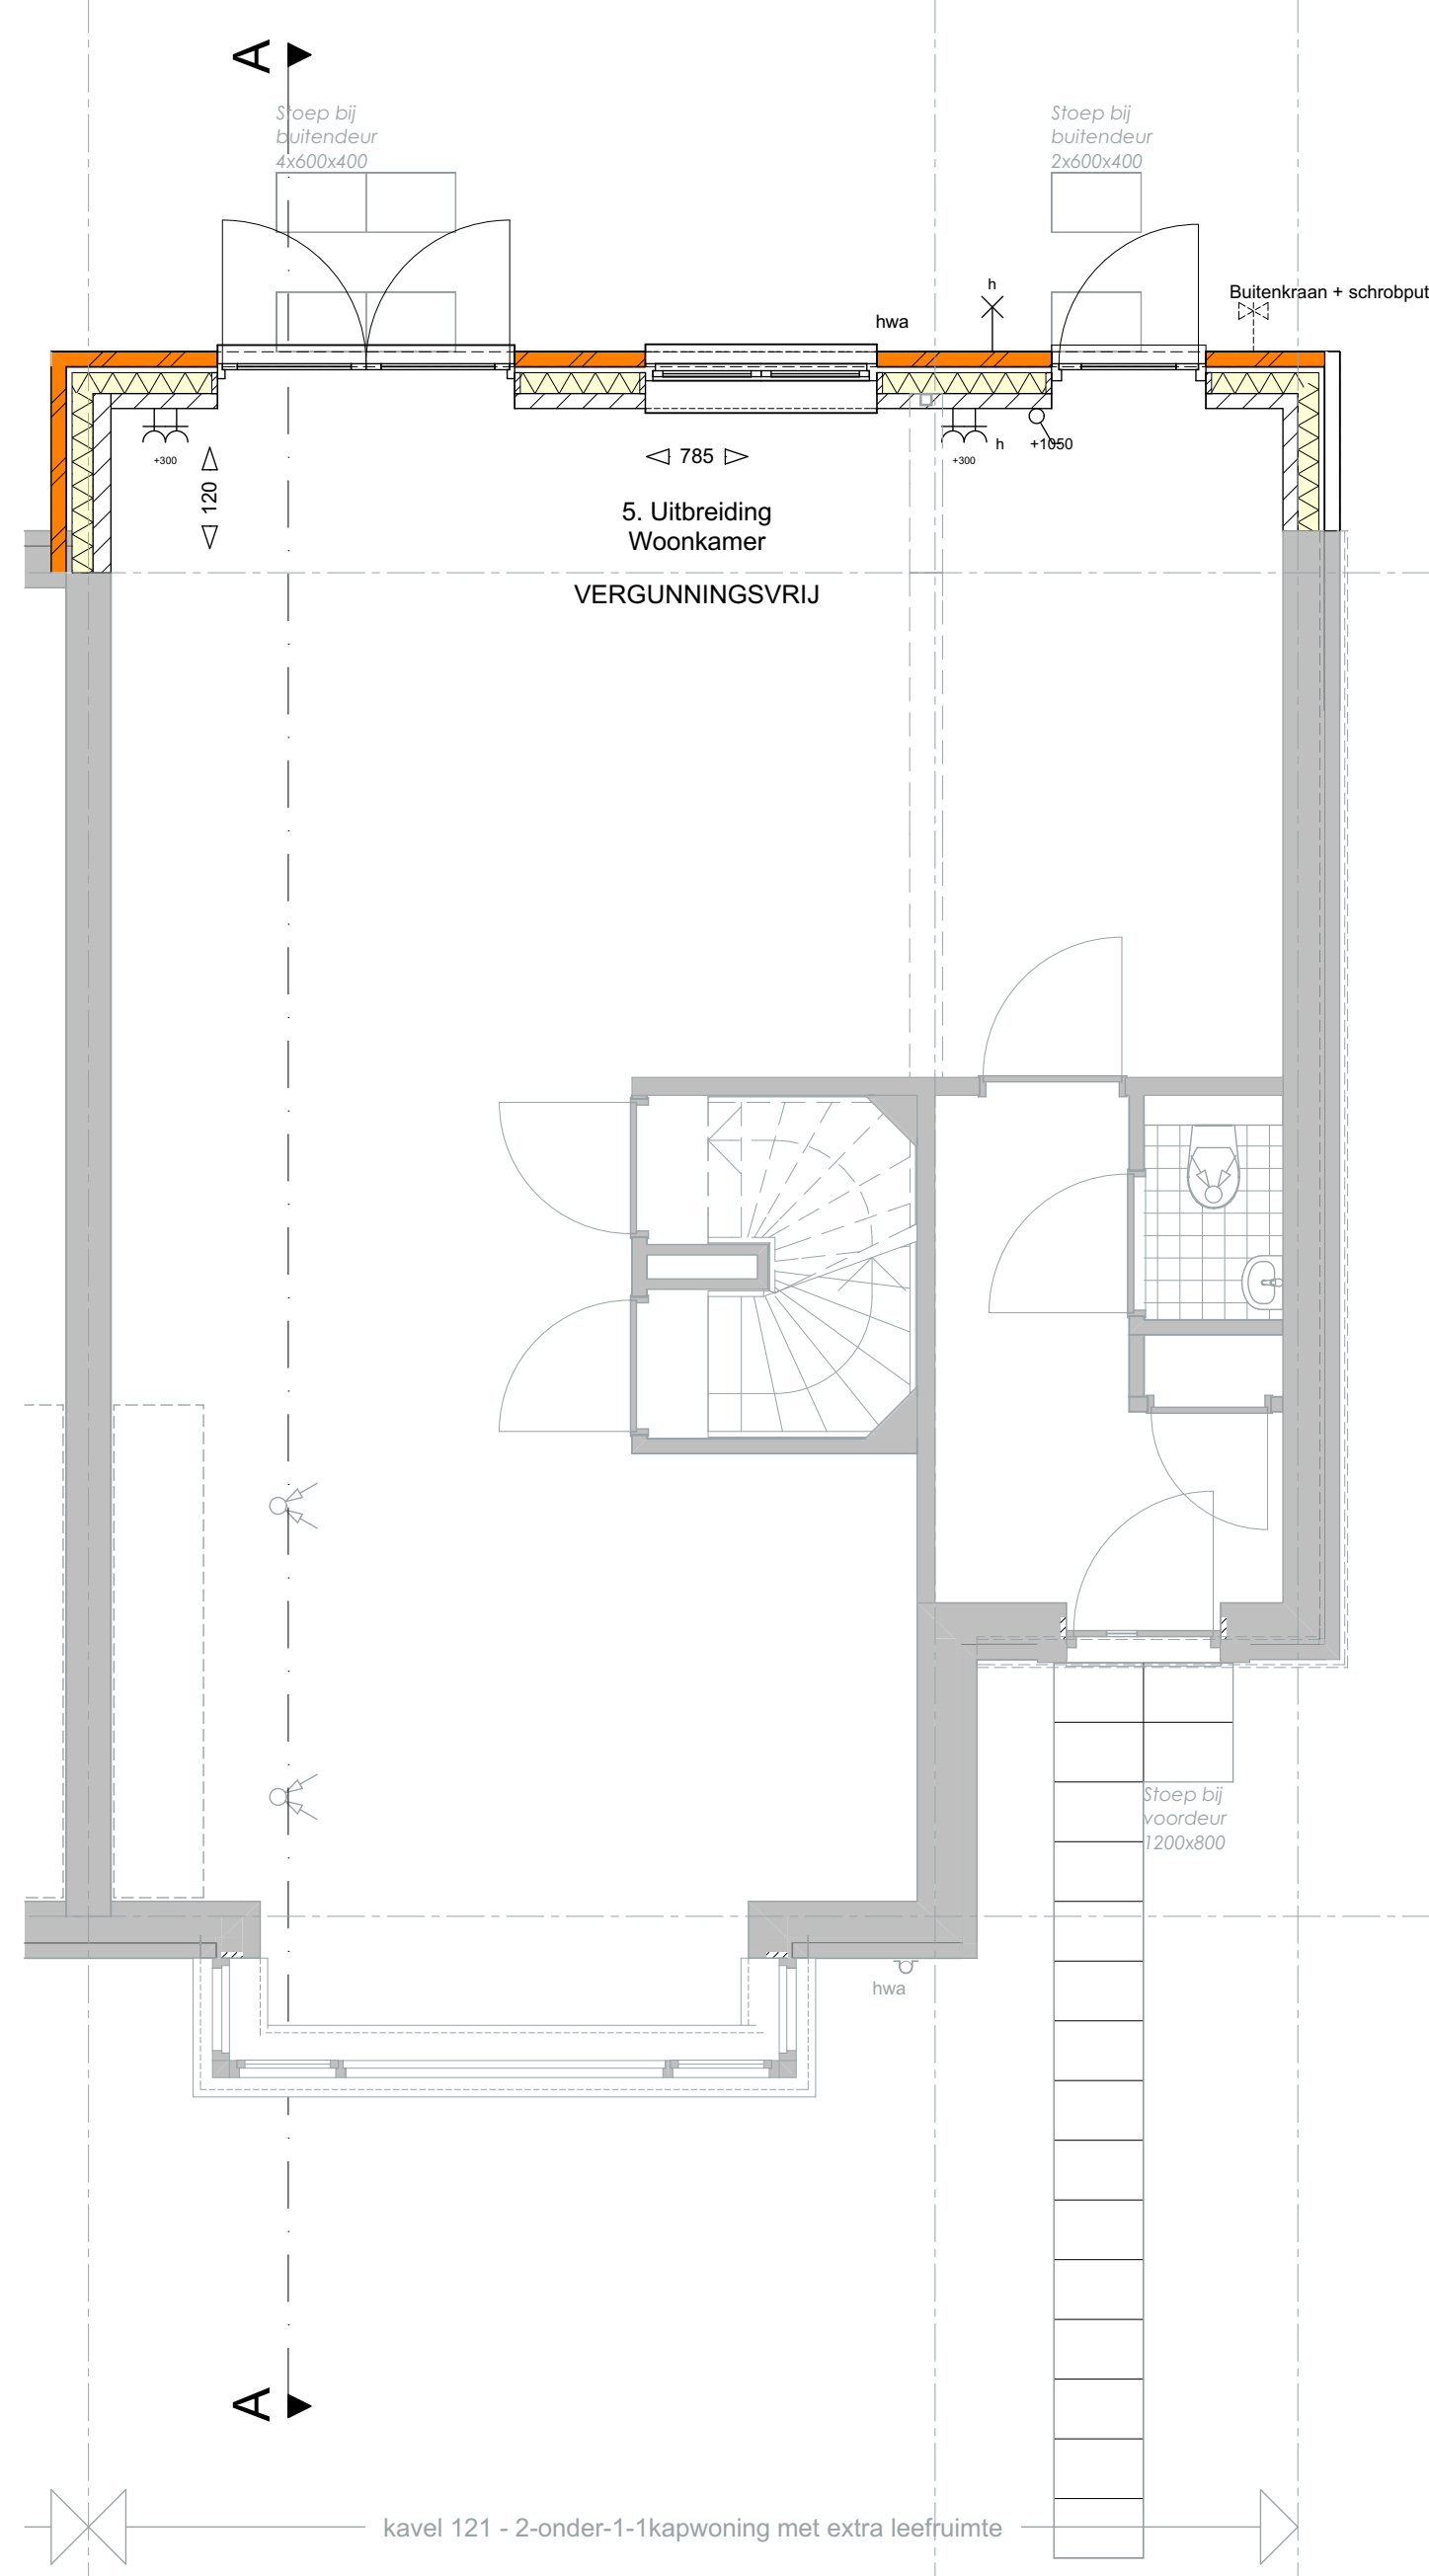 A
Stoep bij
buitendeur
4x600x400
Stoep bij
buitendeur
2x600x400
h
Buitenkraan + schrobput
hwa
+300
120
785
+300
h
+1050
5. Uitbreiding
Woonkamer
VERGUNNINGSVRIJ
Stoep bij
voordeur
1200x800
hwa
A
kavel 121 - 2-onder-1-1kapwoning met extra leefruimte